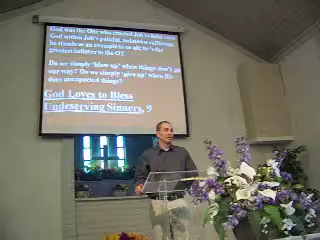 God was the One who trusted Job to hold onto
God within Job's painful, unknown suffering;
he stands as an example to us all; he's the
greatest believer in the OT!
Do we simply 'blow up' when things don't go
our way? Do we simply 'give up' when life
does unexpected things?
God Loves to Bless
Undeserving Sinners, 9